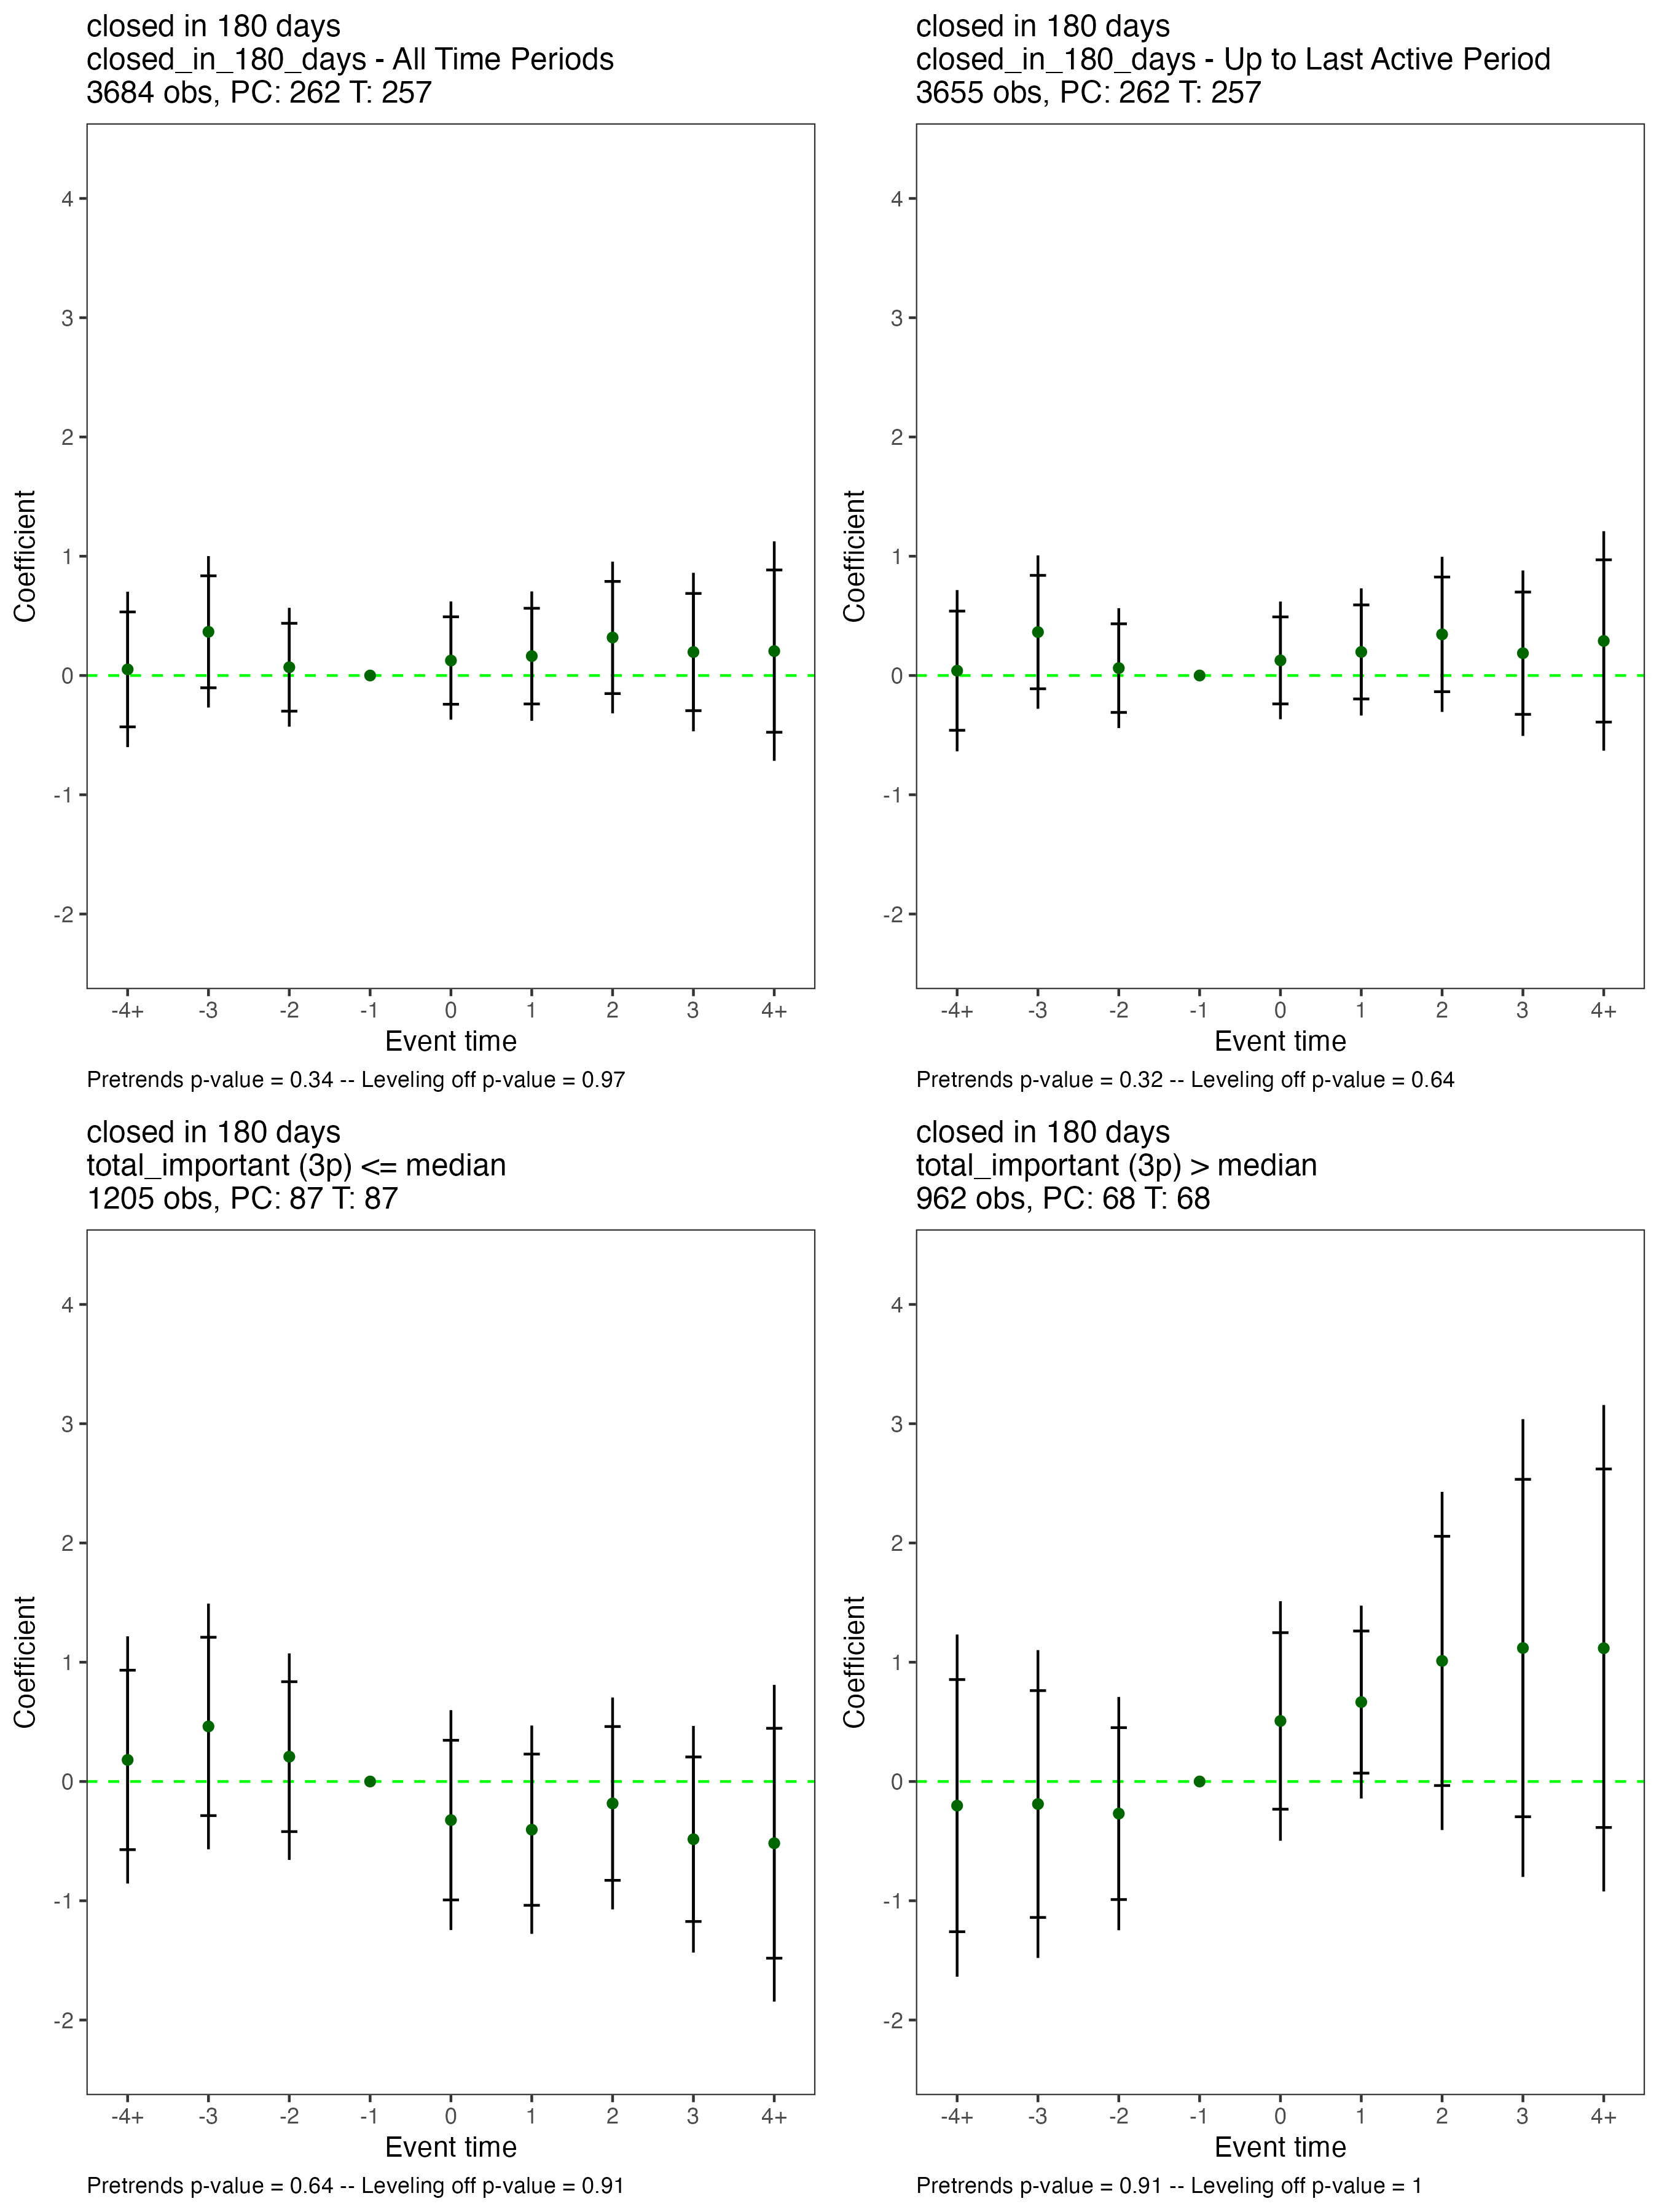 closed in 180 days
closed_in_180_days - All Time Periods
3684 obs, PC: 262 T: 257
4
3
2
1
0
-1
-2
Coefficient
-4+ -3 -2 -1 0 1 2 3 4+
Event time
Pretrends p-value = 0.34 -- Leveling off p-value = 0.97
closed in 180 days
closed_in_180_days - Up to Last Active Period
3655 obs, PC: 262 T: 257
4
3
2
1
0
-1
-2
Coefficient
-4+ -3 -2 -1 0 1 2 3 4+
Event time
Pretrends p-value = 0.32 -- Leveling off p-value = 0.64
closed in 180 days
total_important (3p) <= median
1205 obs, PC: 87 T: 87
4
3
2
1
0
-1
-2
Coefficient
-4+ -3 -2 -1 0 1 2 3 4+
Event time
Pretrends p-value = 0.64 -- Leveling off p-value = 0.91
closed in 180 days
total_important (3p) > median
962 obs, PC: 68 T: 68
4
3
2
1
0
-1
-2
Coefficient
-4+ -3 -2 -1 0 1 2 3 4+
Event time
Pretrends p-value = 0.91 -- Leveling off p-value = 1